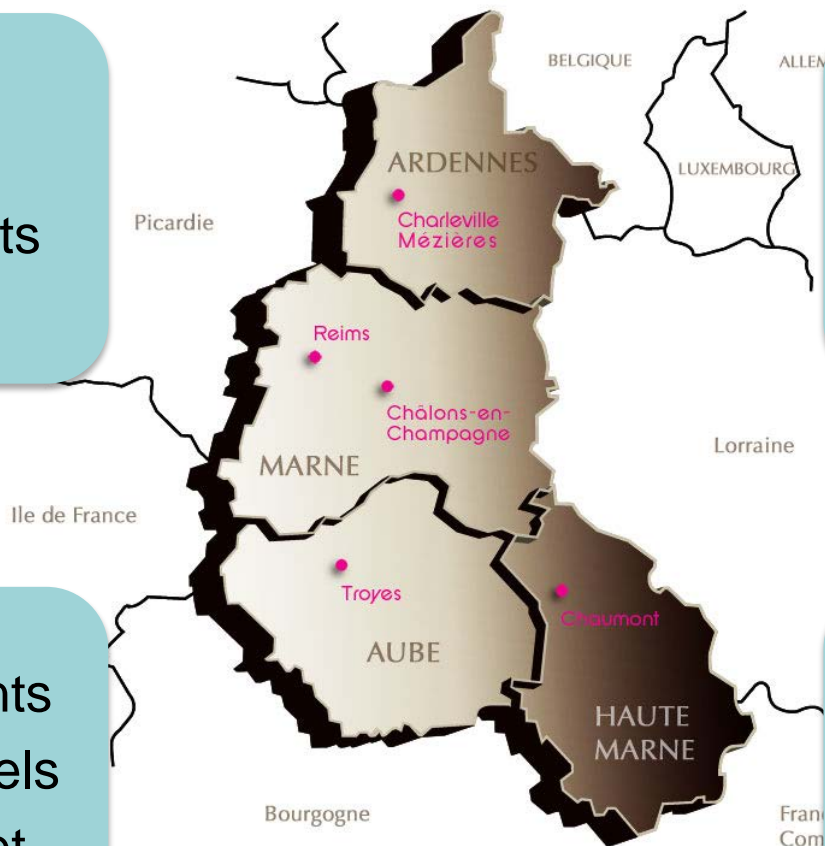 BELGIQUE
ALLEM
ARDENNES
LUXEMBOURG
Charleville
Mézières
Picardie
ts
Reims
Châlons-en-
Champagne
MARNE
Lorraine
Ile de France
Troyes
Chaumont
AUBE
nts
els
et
HAUTE
MARNE
Bourgogne
Fran
Com